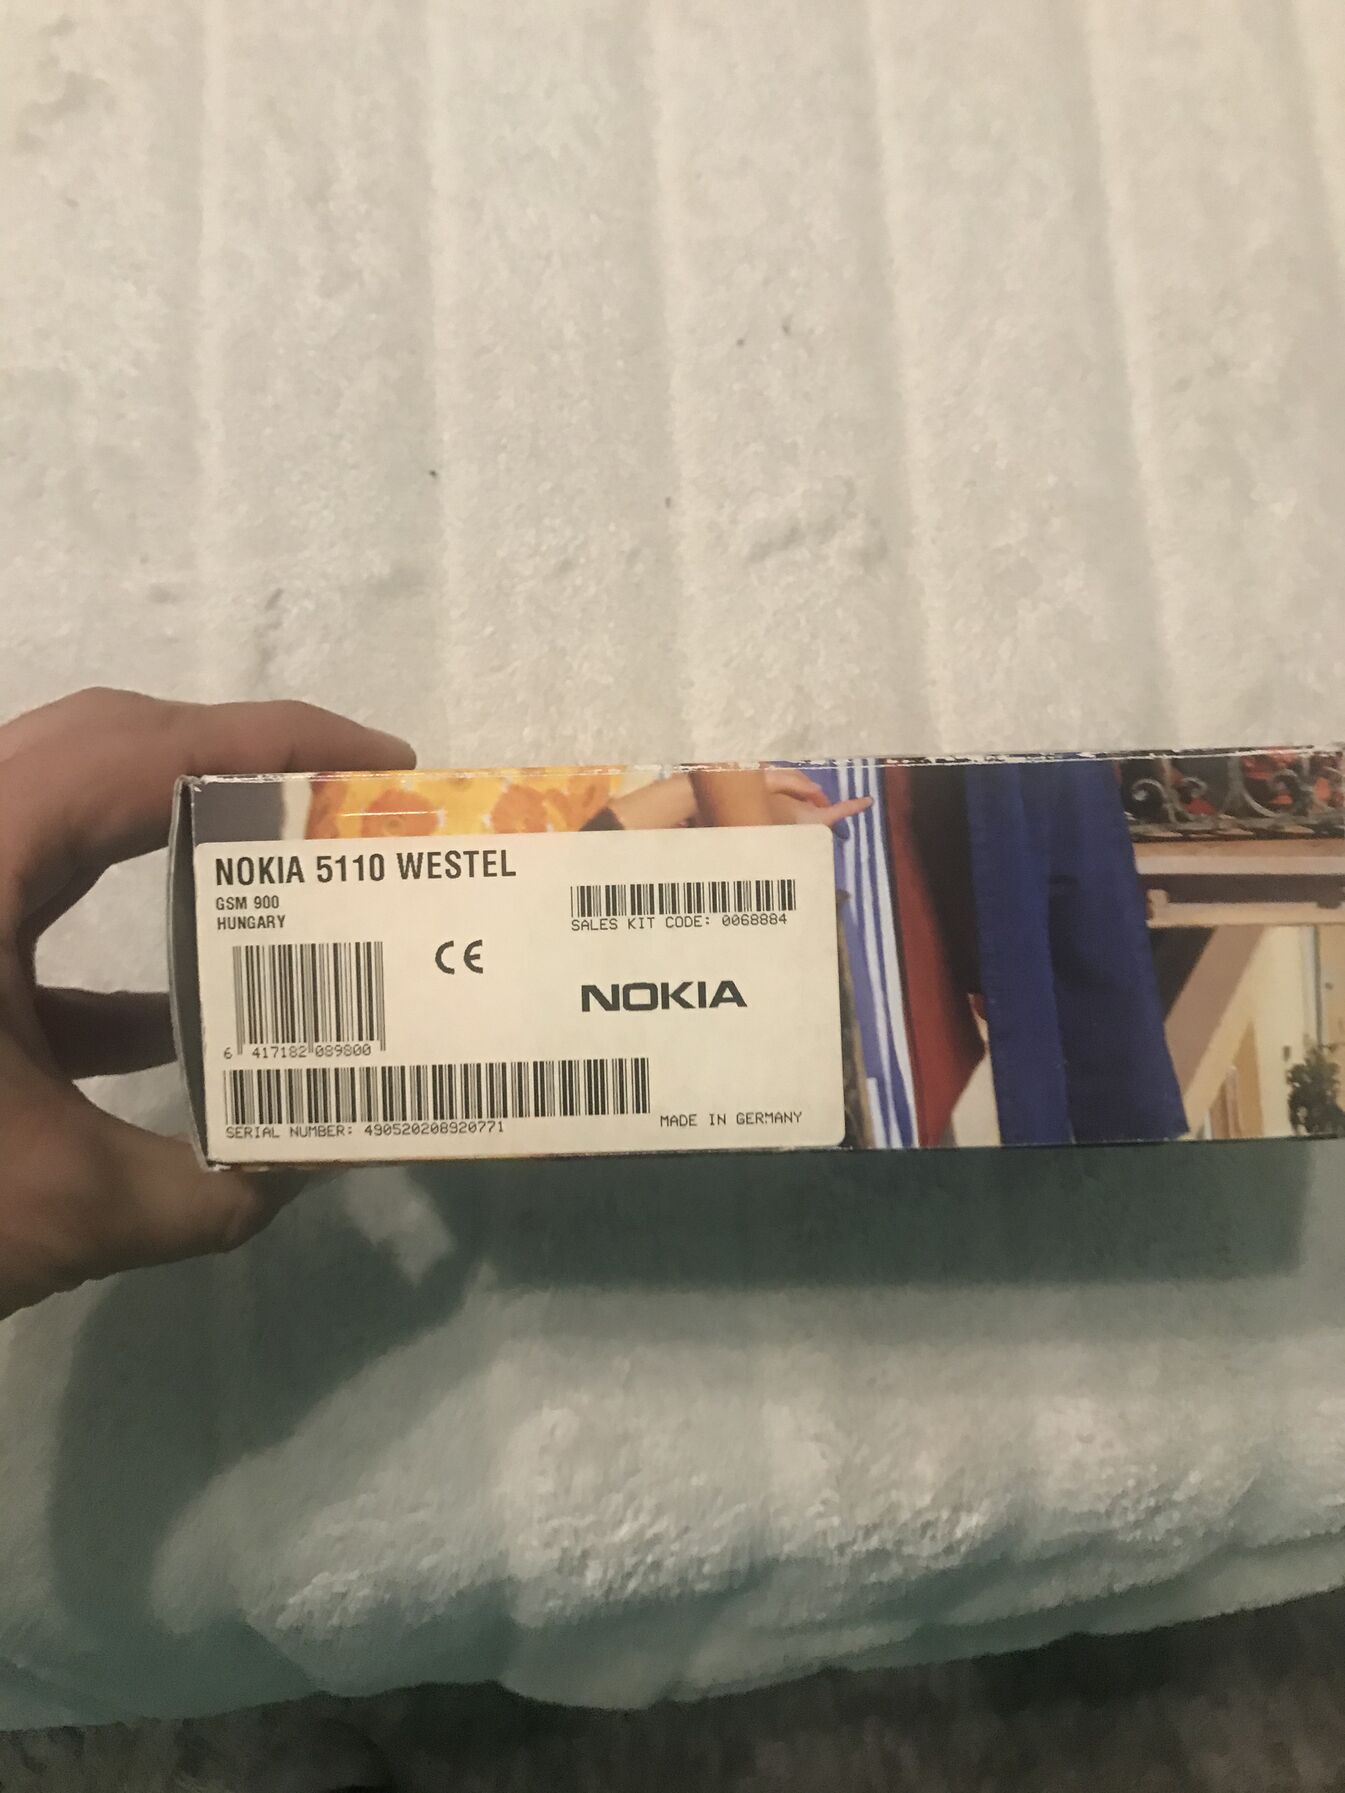 NOKIA 5110 WESTEL
GSM 900
HUNGARY
SALES KIT CODE: 0068884
CE
NOKIA
6 417182 089800
SERIAL NUMBER: 490520208920771
MADE IN GERMANY